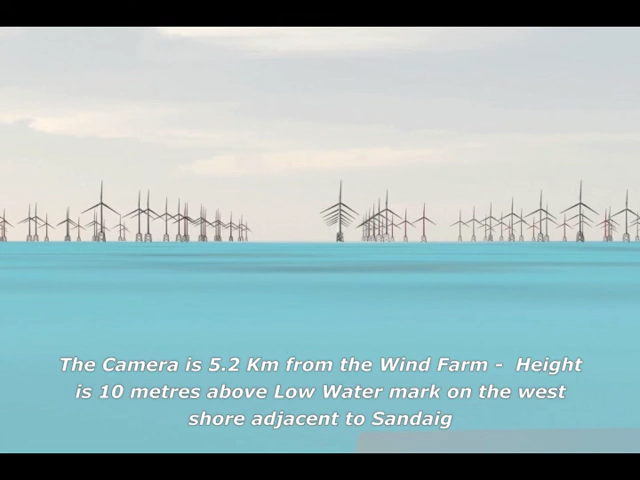 The Camera is 5.2 Km from the Wind Farm -  Height
is 10 metres above Low Water mark on the west
shore adjacent to Sandaig